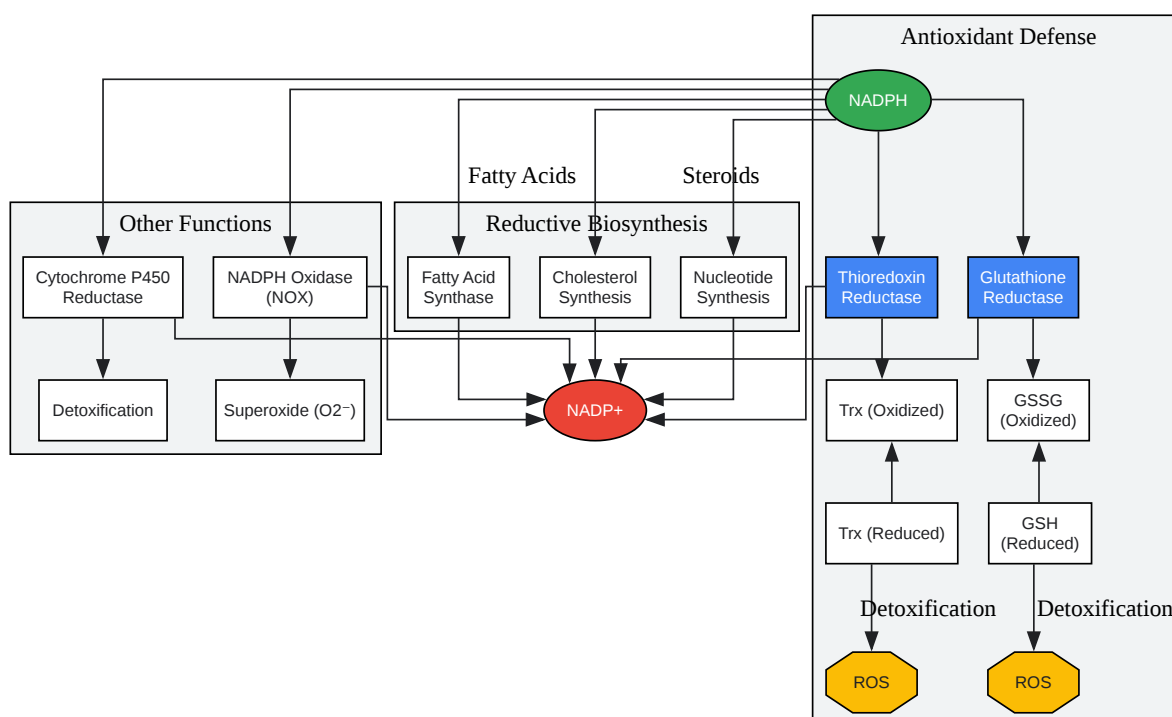 Antioxidant Defense
NADPH
Fatty Acids
Steroids
Other Functions
Reductive Biosynthesis
Cytochrome P450
Reductase
NADPH Oxidase
(NOX)
Fatty Acid
Synthase
Cholesterol
Synthesis
Nucleotide
Synthesis
Thioredoxin
Reductase
Glutathione
Reductase
Detoxification
Superoxide (O2⁻)
NADP+
Trx (Oxidized)
GSSG
(Oxidized)
Trx (Reduced)
GSH
(Reduced)
Detoxification
Detoxification
ROS
ROS